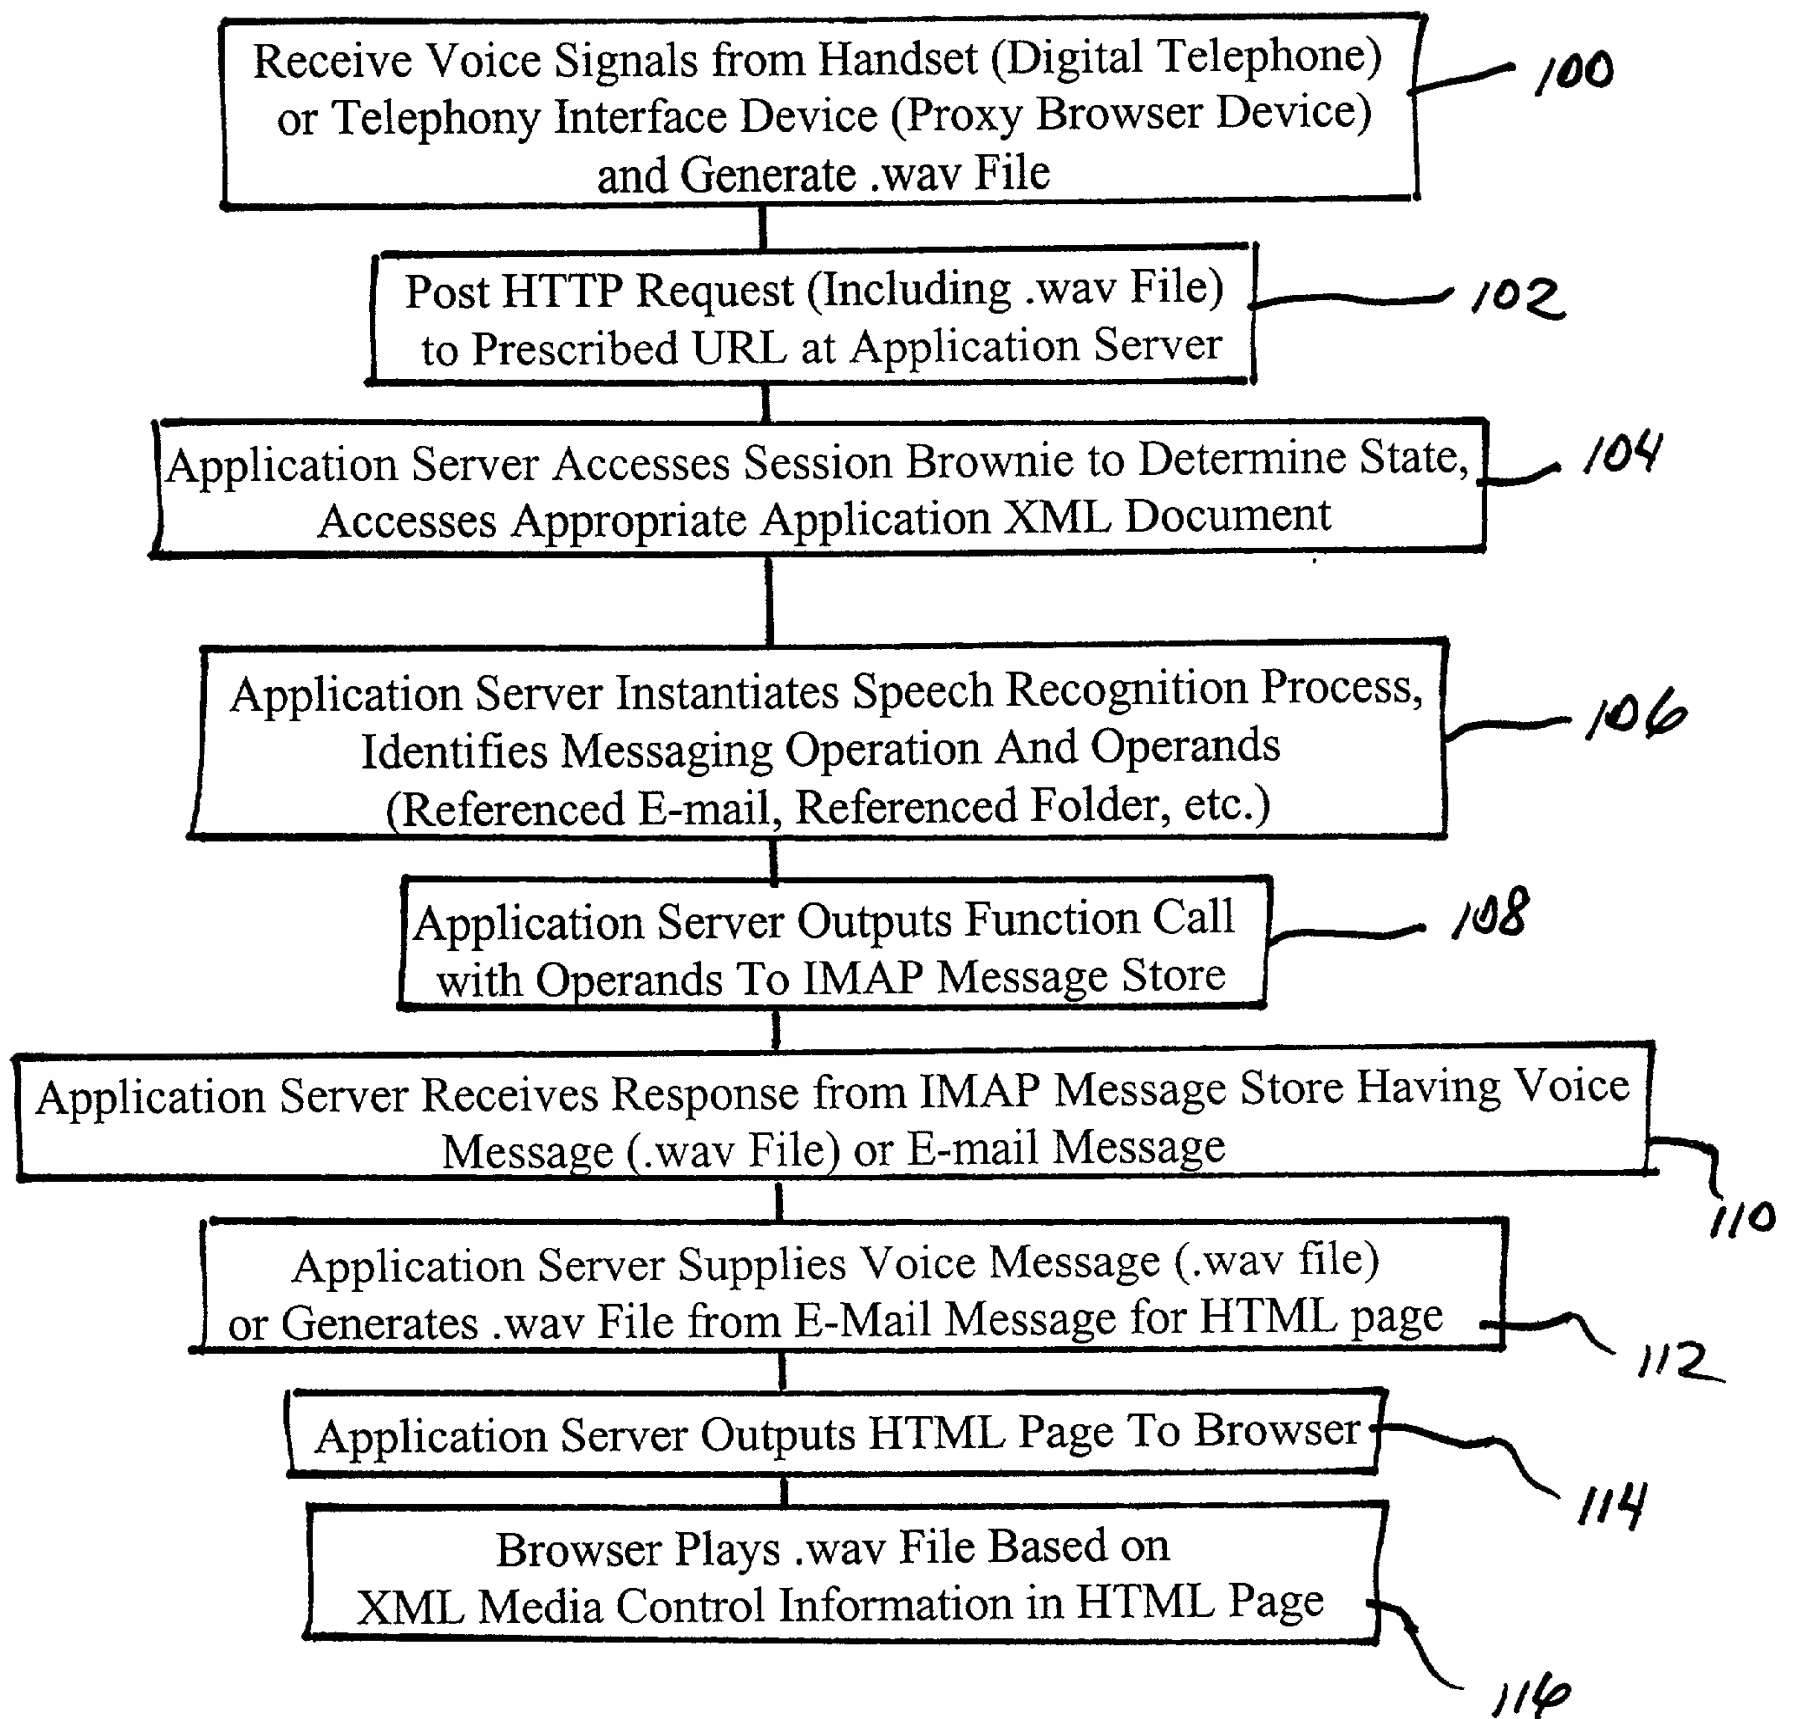 Receive Voice Signals from Handset (Digital Telephone)
or Telephony Interface Device (Proxy Browser Device)
and Generate .wav File
100
Post HTTP Request (Including .wav File)
to Prescribed URL at Application Server
102
Application Server Accesses Session Brownie to Determine State,
Accesses Appropriate Application XML Document
104
Application Server Instantiates Speech Recognition Process,
Identifies Messaging Operation And Operands
(Referenced E-mail, Referenced Folder, etc.)
106
Application Server Outputs Function Call
with Operands To IMAP Message Store
108
Application Server Receives Response from IMAP Message Store Having Voice
Message (.wav File) or E-mail Message
110
Application Server Supplies Voice Message (.wav file)
or Generates .wav File from E-Mail Message for HTML page
112
Application Server Outputs HTML Page To Browser
114
Browser Plays .wav File Based on
XML Media Control Information in HTML Page
116